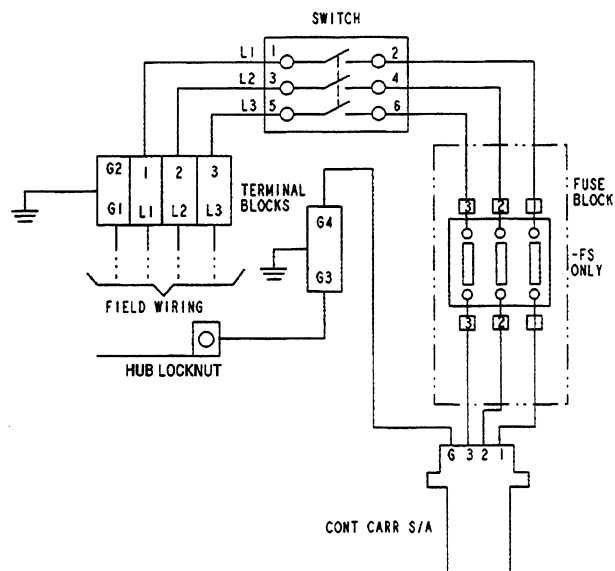 SWITCH
L1 1 2
L2 3 4
L3 5 6
G2 1 2 3
G1 L1 L2 L3
TERMINAL
BLOCKS
FIELD WIRING
G4
G3
HUB LOCKNUT
FUSE
BLOCK
3 2
-FS
ONLY
3 2
G 3 2 1
CONT CARR S/A